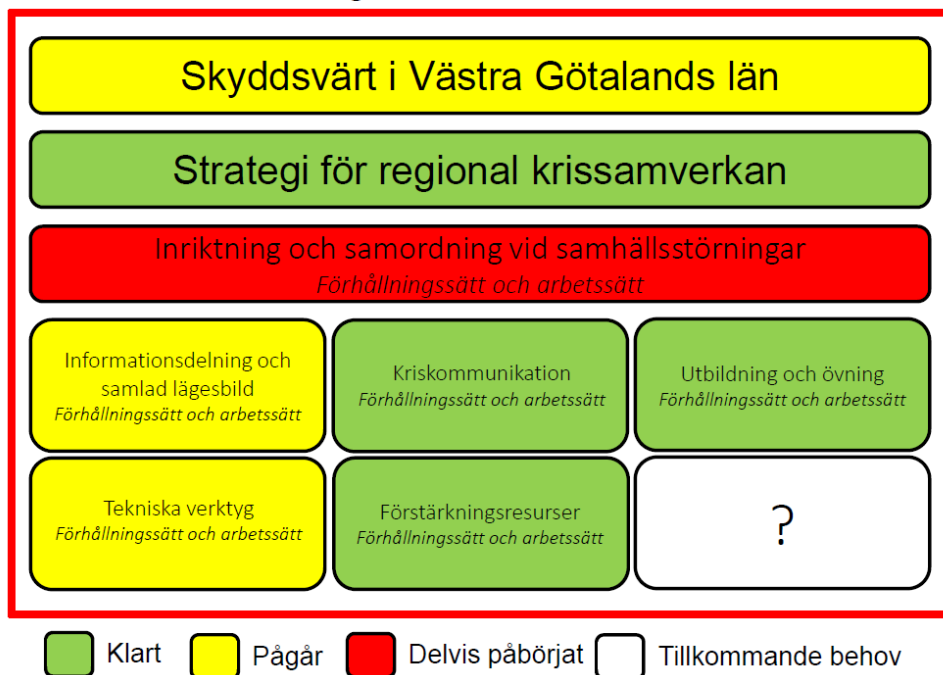 Skyddsvärt i Västra Götalands län
Strategi för regional krissamverkan
Inriktning och samordning vid samhällsstörningar
Förhållningssätt och arbetssätt
Informationsdelning och
samlad lägesbild
Förhållningssätt och arbetssätt
Kriskommunikation
Förhållningssätt och arbetssätt
Utbildning och övning
Förhållningssätt och arbetssätt
Tekniska verktyg
Förhållningssätt och arbetssätt
Förstärkningsresurser
Förhållningssätt och arbetssätt
?
Klart
Pågår
Delvis påbörjat
Tillkommande behov